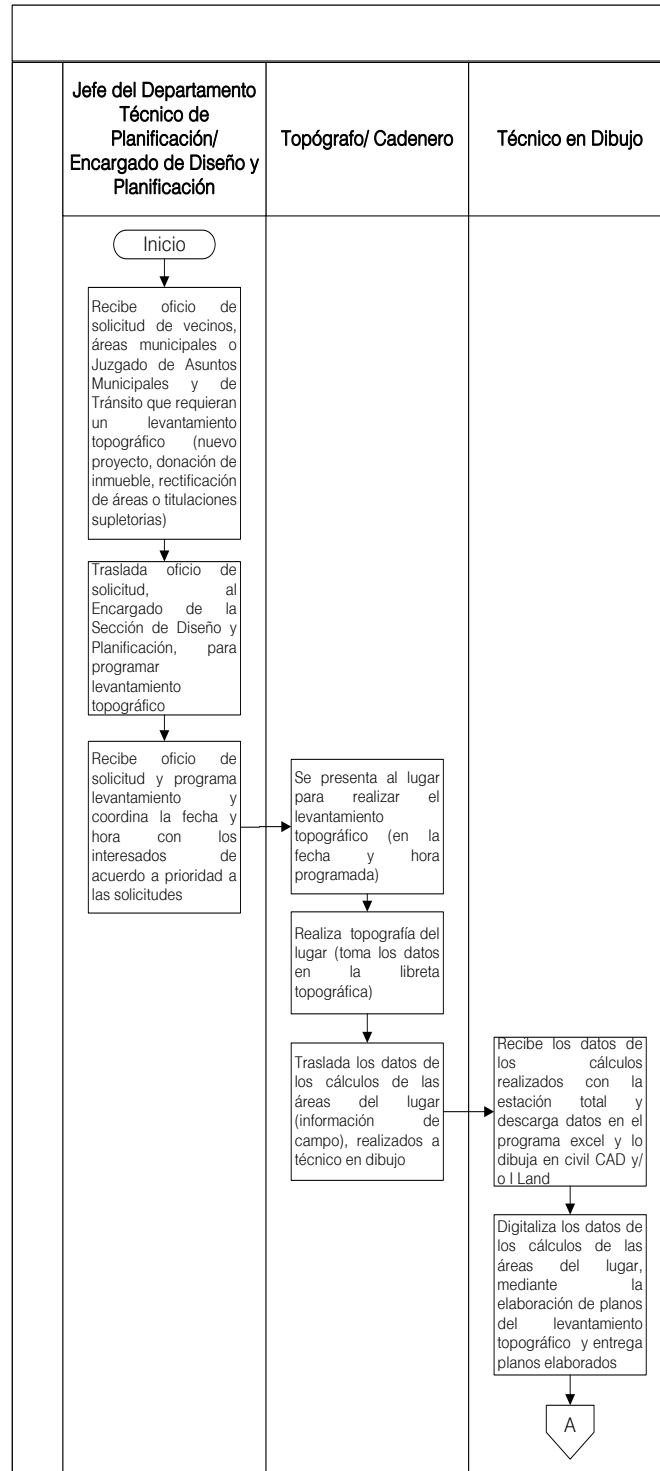 Jefe del Departamento
Técnico de
Planificación/
Encargado de Diseño y
Planificación
Topógrafo/ Cadenero
Técnico en Dibujo
Inicio
Recibe oficio de
solicitud de vecinos,
áreas municipales o
Juzgado de Asuntos
Municipales y de
Tránsito que requieran
un levantamiento
topográfico (nuevo
proyecto, donación de
inmueble, rectificación
de áreas o titulaciones
supletorias)
Traslada oficio de
solicitud, al
Encargado de la
Sección de Diseño y
Planificación, para
programar
levantamiento
topográfico
Recibe oficio de
solicitud y programa
levantamiento y
coordina la fecha y
hora con los
interesados de
acuerdo a prioridad a
las solicitudes
Se presenta al lugar
para realizar el
levantamiento
topográfico (en la
fecha y hora
programada)
Realiza topografía del
lugar (toma los datos
en la libreta
topográfica)
Traslada los datos de
los cálculos de las
áreas del lugar
(información de
campo), realizados a
técnico en dibujo
Recibe los datos de
los cálculos
realizados con la
estación total y
descarga datos en el
programa excel y lo
dibuja en civil CAD y/
o l Land
Digitaliza los datos de
los cálculos de las
áreas del lugar,
mediante la
elaboración de planos
del levantamiento
topográfico y entrega
planos elaborados
A